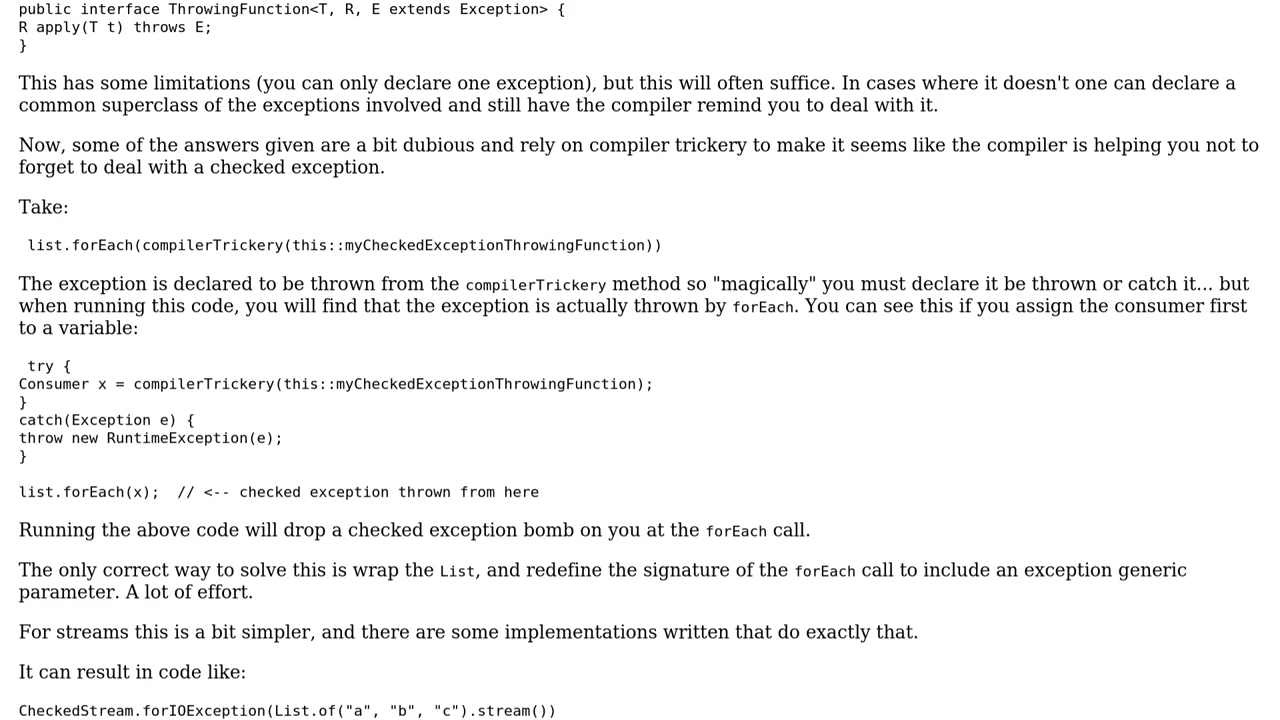 public interface ThrowingFunction<T, R, E extends Exception> {
R apply(T t) throws E;
}
This has some limitations (you can only declare one exception), but this will often suffice. In cases where it doesn't one can declare a
common superclass of the exceptions involved and still have the compiler remind you to deal with it.
Now, some of the answers given are a bit dubious and rely on compiler trickery to make it seems like the compiler is helping you not to
forget to deal with a checked exception.
Take:
list.forEach(compilerTrickery(this::myCheckedExceptionThrowingFunction))
The exception is declared to be thrown from the compilerTrickery method so "magically" you must declare it be thrown or catch it... but
when running this code, you will find that the exception is actually thrown by forEach. You can see this if you assign the consumer first
to a variable:
try {
Consumer x = compilerTrickery(this::myCheckedExceptionThrowingFunction);
}
catch(Exception e) {
throw new RuntimeException(e);
}
list.forEach(x);  // <-- checked exception thrown from here
Running the above code will drop a checked exception bomb on you at the forEach call.
The only correct way to solve this is wrap the List, and redefine the signature of the forEach call to include an exception generic
parameter. A lot of effort.
For streams this is a bit simpler, and there are some implementations written that do exactly that.
It can result in code like:
CheckedStream.forIOException(List.of("a", "b", "c").stream())